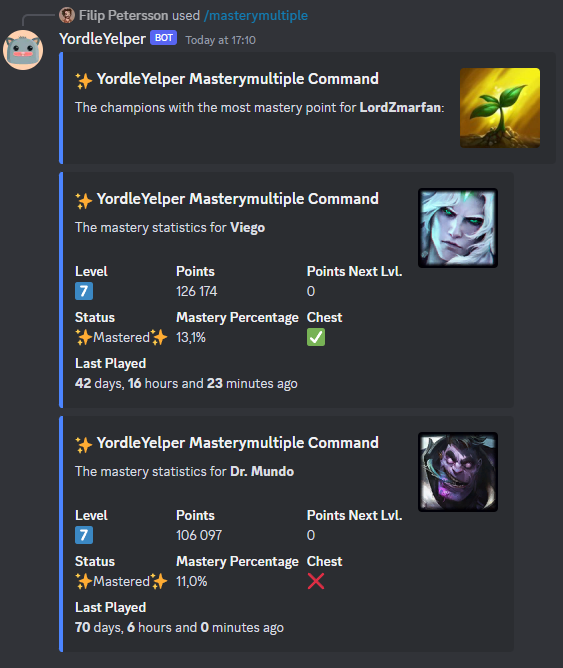 Filip Petersson used /masterymultiple
YordleYelper BOT Today at 17:10
✨ YordleYelper Masterymultiple Command
The champions with the most mastery point for LordZmarfan:
✨ YordleYelper Masterymultiple Command
The mastery statistics for Viego
Level Points Points Next Lvl.
7 126 174 0
Status Mastery Percentage Chest
✨Mastered✨ 13,1% ✅
Last Played
42 days, 16 hours and 23 minutes ago
✨ YordleYelper Masterymultiple Command
The mastery statistics for Dr. Mundo
Level Points Points Next Lvl.
7 106 097 0
Status Mastery Percentage Chest
✨Mastered✨ 11,0% ❌
Last Played
70 days, 6 hours and 0 minutes ago